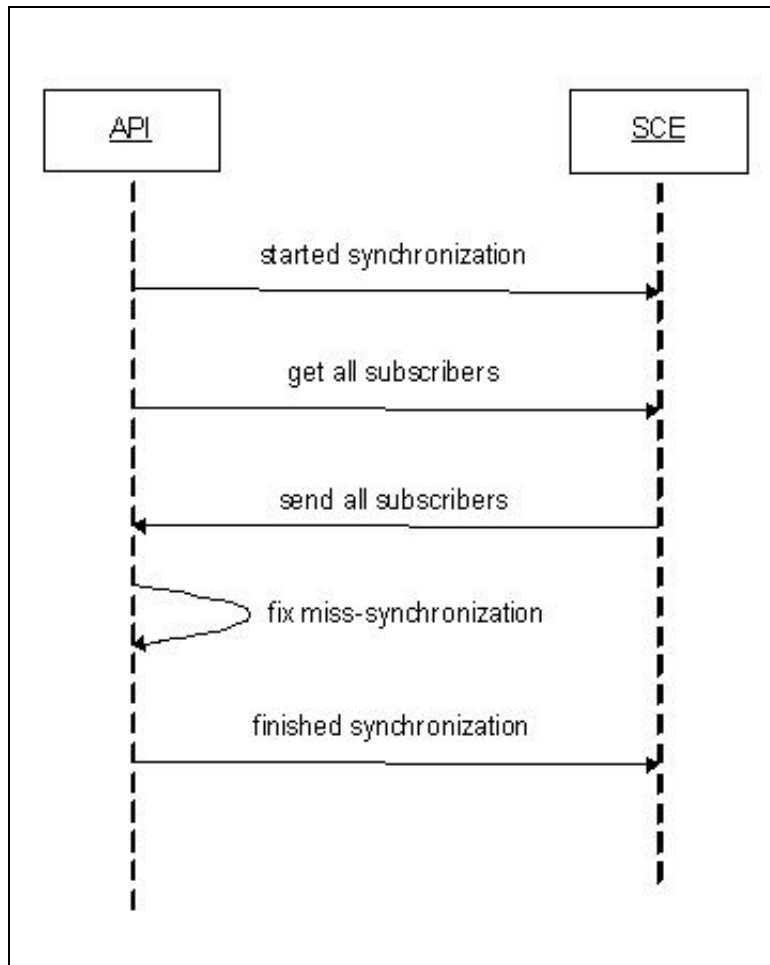 API
SCE
started synchronization
get all subscribers
send all subscribers
fix miss-synchronization
finished synchronization